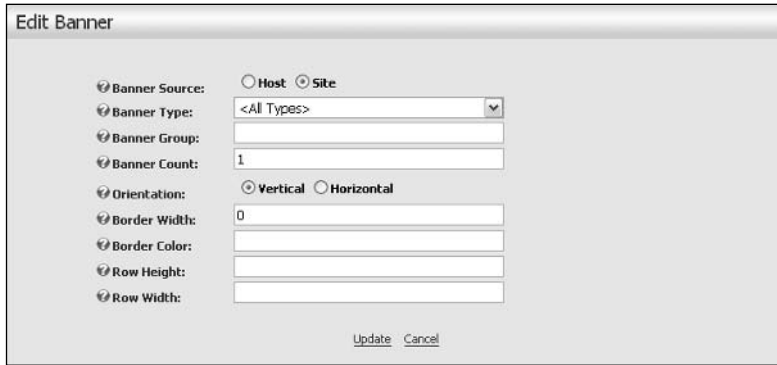 Edit Banner
Banner Source: Host Site
Banner Type: <All Types>
Banner Group:
Banner Count: 1
Orientation: Vertical Horizontal
Border Width: 0
Border Color:
Row Height:
Row Width:
Update Cancel